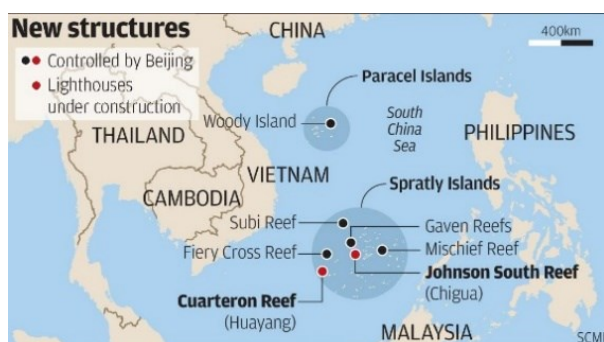 New structures
Controlled by Beijing
Lighthouses
under construction
CHINA
400km
Paracel Islands
Woody Island
South
China
Sea
THAILAND
PHILIPPINES
VIETNAM
CAMBODIA
Spratly Islands
Subi Reef
Gaven Reefs
Fiery Cross Reef
Mischief Reef
Johnson South Reef
(Chigua)
Cuarteron Reef
(Huayang)
MALAYSIA